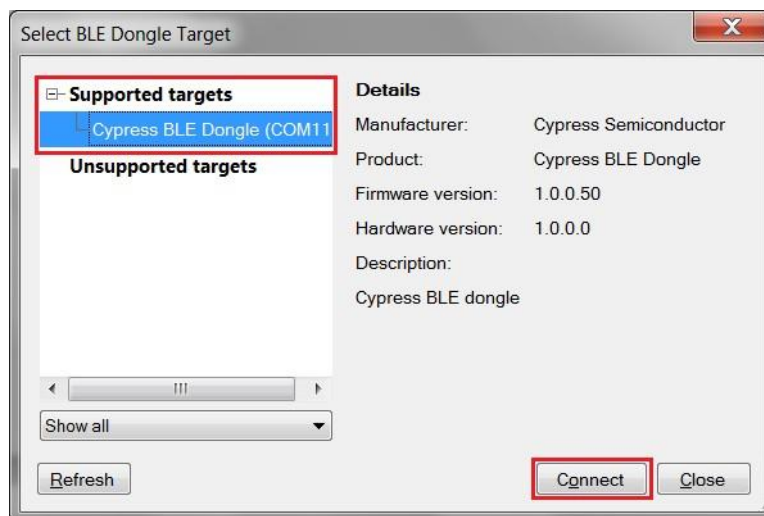 Select BLE Dongle Target
Supported targets
Cypress BLE Dongle (COM11
Unsupported targets
Show all
Refresh
Details
Manufacturer: Cypress Semiconductor
Product: Cypress BLE Dongle
Firmware version: 1.0.0.50
Hardware version: 1.0.0.0
Description:
Cypress BLE dongle
Connect Close